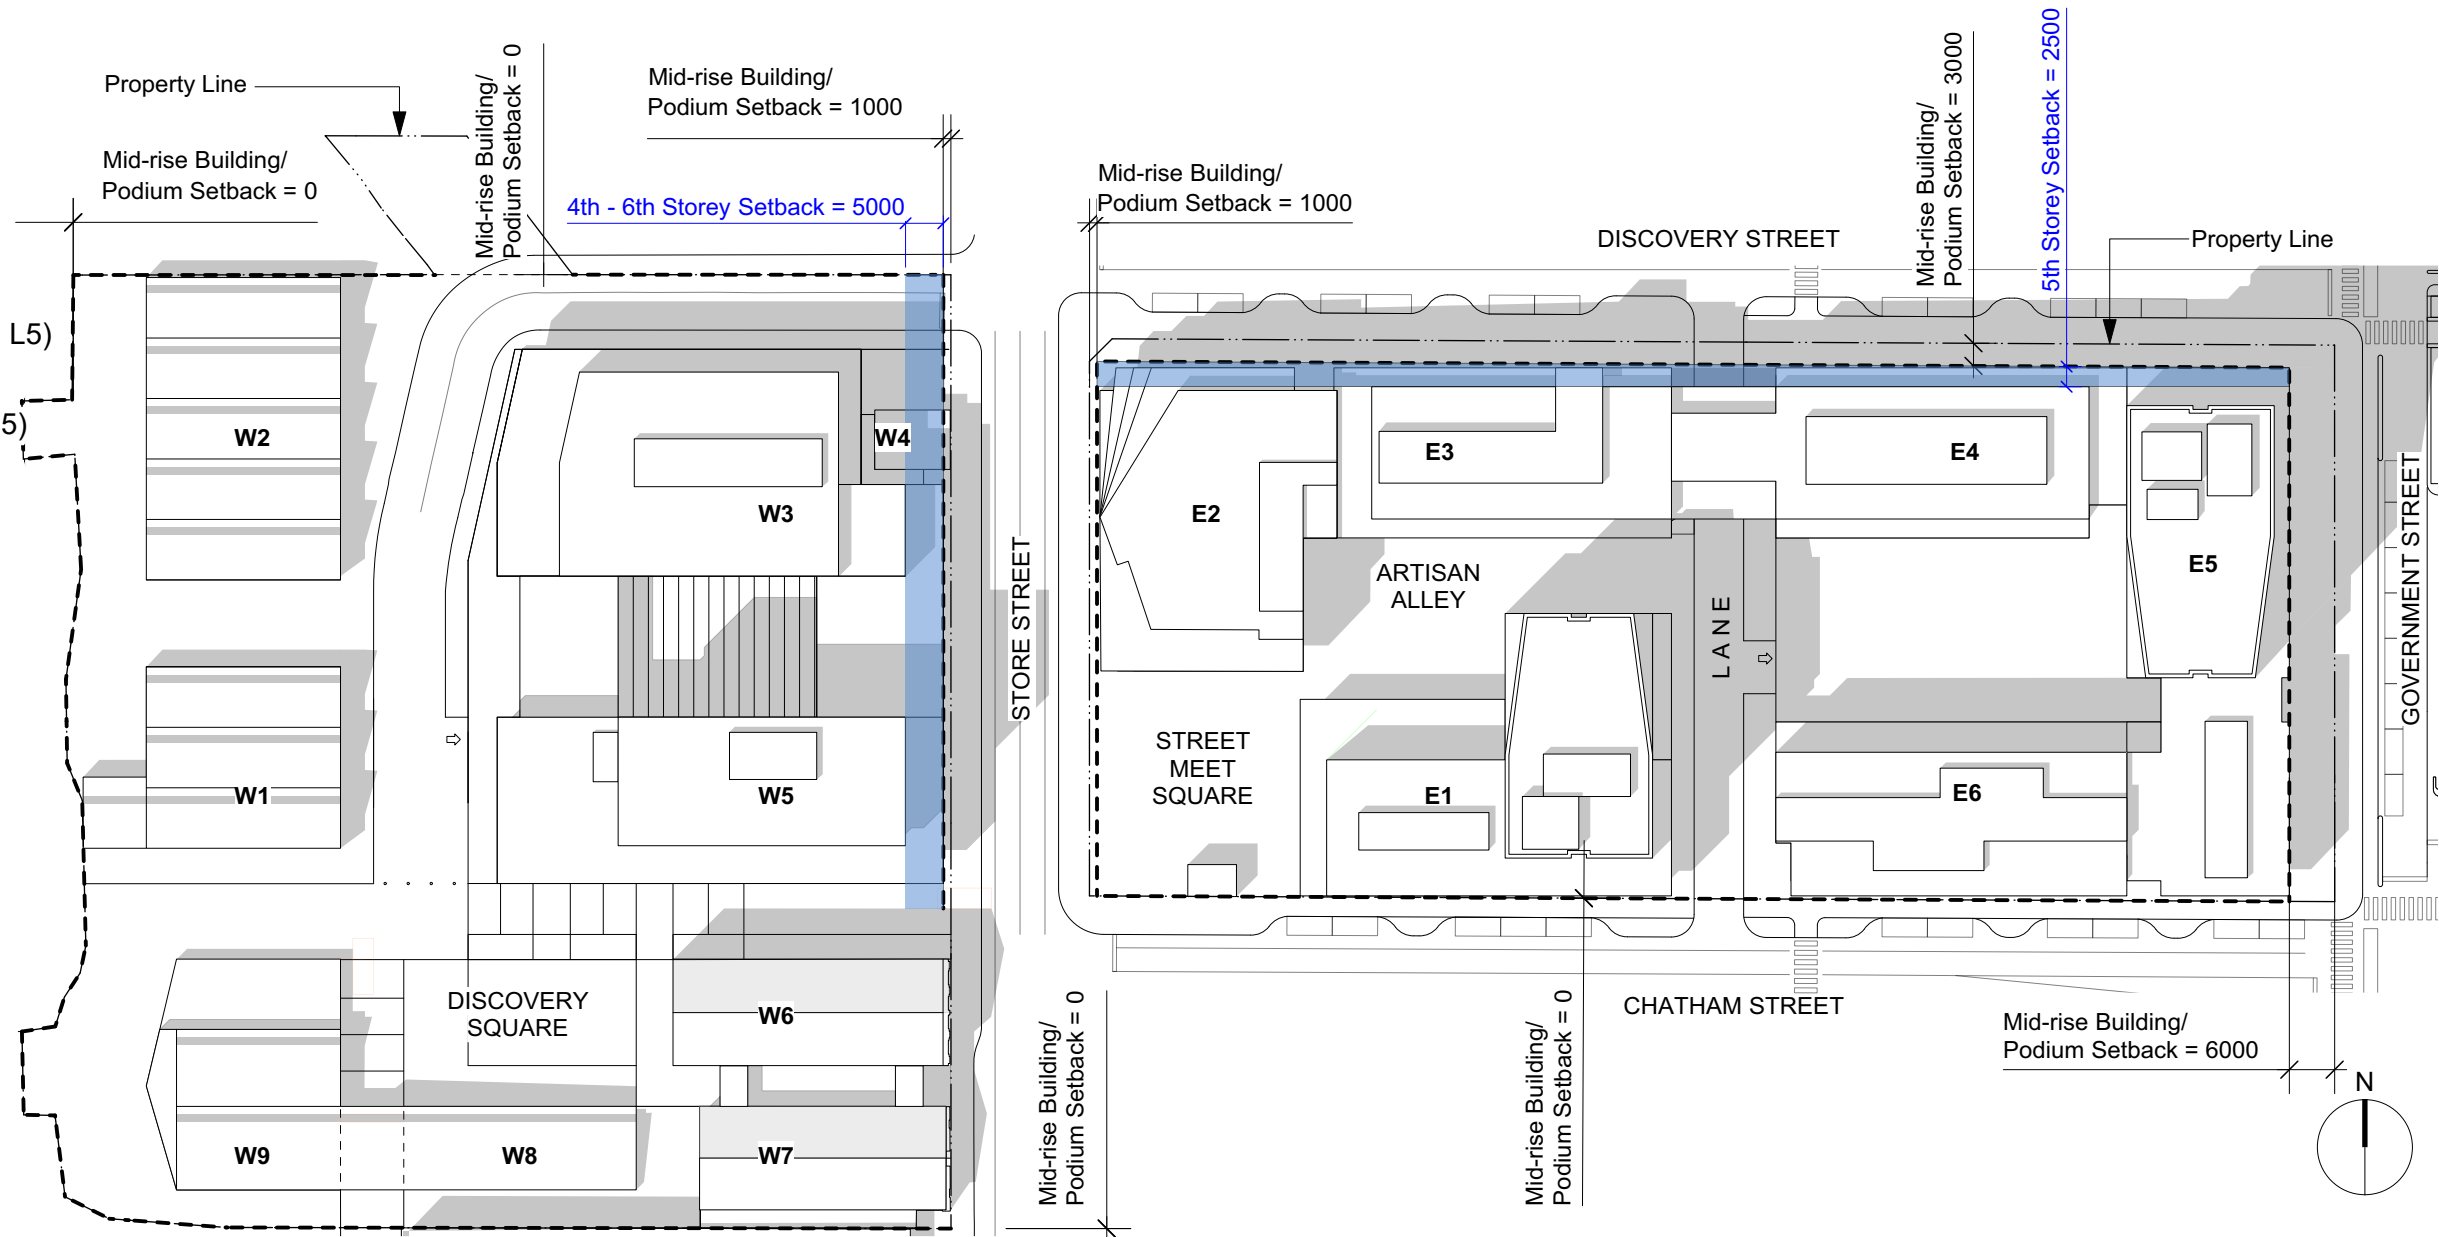 Property Line
Mid-rise Building/
Podium Setback = 0
Mid-rise Building/
Podium Setback = 0
Mid-rise Building/
Podium Setback = 1000
4th - 6th Storey Setback = 5000
Mid-rise Building/
Podium Setback = 1000
DISCOVERY STREET
Mid-rise Building/
Podium Setback = 3000
5th Storey Setback = 2500
Property Line
L5)
5)
W2
W4
W3
W1
W5
STORE STREET
E2
E3
E4
E5
ARTISAN
ALLEY
LANE
STREET
MEET
SQUARE
E1
E6
GOVERNMENT STREET
DISCOVERY
SQUARE
W6
W9
W8
W7
Mid-rise Building/
Podium Setback = 0
Mid-rise Building/
Podium Setback = 0
CHATHAM STREET
Mid-rise Building/
Podium Setback = 6000
N